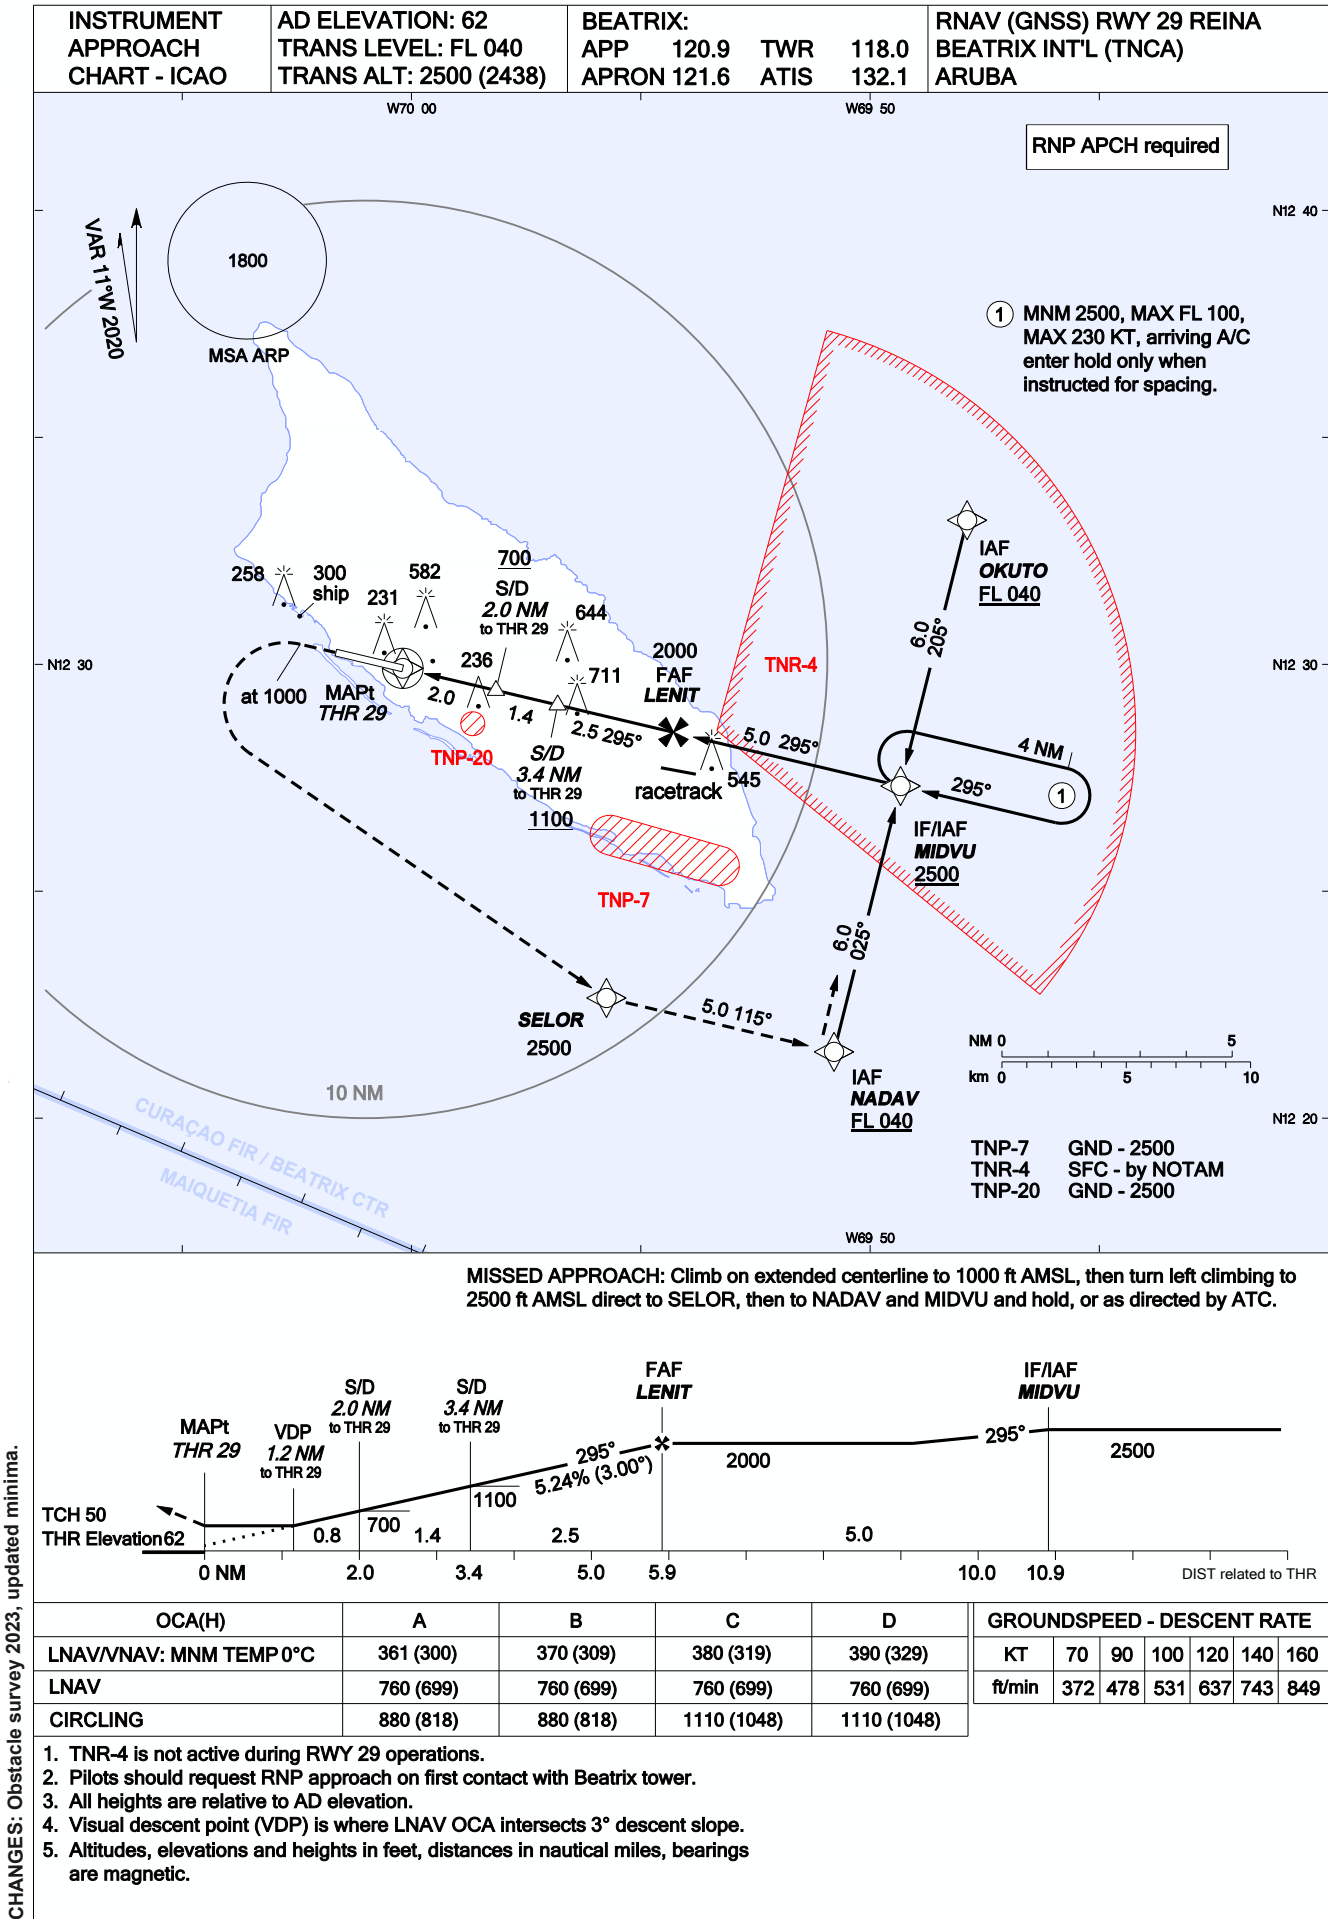 INSTRUMENT
APPROACH
CHART - ICAO
AD ELEVATION: 62
TRANS LEVEL: FL 040
TRANS ALT: 2500 (2438)
BEATRIX:
APP 120.9 TWR 118.0
APRON 121.6 ATIS 132.1
RNAV (GNSS) RWY 29 REINA
BEATRIX INT'L (TNCA)
ARUBA
W70 00
W69 50
RNP APCH required
N12 40
VAR 11°W 2020
1800
MSA ARP
1
MNM 2500, MAX FL 100,
MAX 230 KT, arriving A/C
enter hold only when
instructed for spacing.
IAF
OKUTO
FL 040
6.0
205°
258
300
ship
231
582
700
S/D
2.0 NM
to THR 29
644
236
711
2000
FAF
LENIT
TNR-4
N12 30
N12 30
at 1000
MAPt
THR 29
2.0
1.4
2.5 295°
TNP-20
S/D
3.4 NM
to THR 29
1100
racetrack
545
5.0 295°
4 NM
295°
1
IF/IAF
MIDVU
2500
TNP-7
6.0
025°
SELOR
2500
5.0 115°
IAF
NADAV
FL 040
NM 0 5
km 0 5 10
10 NM
CURAÇAO FIR / BEATRIX CTR
MAIQUETIA FIR
N12 20
TNP-7 GND - 2500
TNR-4 SFC - by NOTAM
TNP-20 GND - 2500
W69 50
MISSED APPROACH: Climb on extended centerline to 1000 ft AMSL, then turn left climbing to
2500 ft AMSL direct to SELOR, then to NADAV and MIDVU and hold, or as directed by ATC.
MAPt
THR 29
VDP
1.2 NM
to THR 29
S/D
2.0 NM
to THR 29
S/D
3.4 NM
to THR 29
FAF
LENIT
IF/IAF
MIDVU
295°
5.24% (3.00°)
2000
295°
2500
1100
700
TCH 50
THR Elevation 62
0.8 1.4 2.5 5.0
0 NM 2.0 3.4 5.0 5.9 10.0 10.9 DIST related to THR
OCA(H) A B C D
LNAV/VNAV: MNM TEMP 0°C 361 (300) 370 (309) 380 (319) 390 (329)
LNAV 760 (699) 760 (699) 760 (699) 760 (699)
CIRCLING 880 (818) 880 (818) 1110 (1048) 1110 (1048)
GROUNDSPEED - DESCENT RATE
KT 70 90 100 120 140 160
ft/min 372 478 531 637 743 849
1. TNR-4 is not active during RWY 29 operations.
2. Pilots should request RNP approach on first contact with Beatrix tower.
3. All heights are relative to AD elevation.
4. Visual descent point (VDP) is where LNAV OCA intersects 3° descent slope.
5. Altitudes, elevations and heights in feet, distances in nautical miles, bearings
are magnetic.
CHANGES: Obstacle survey 2023, updated minima.